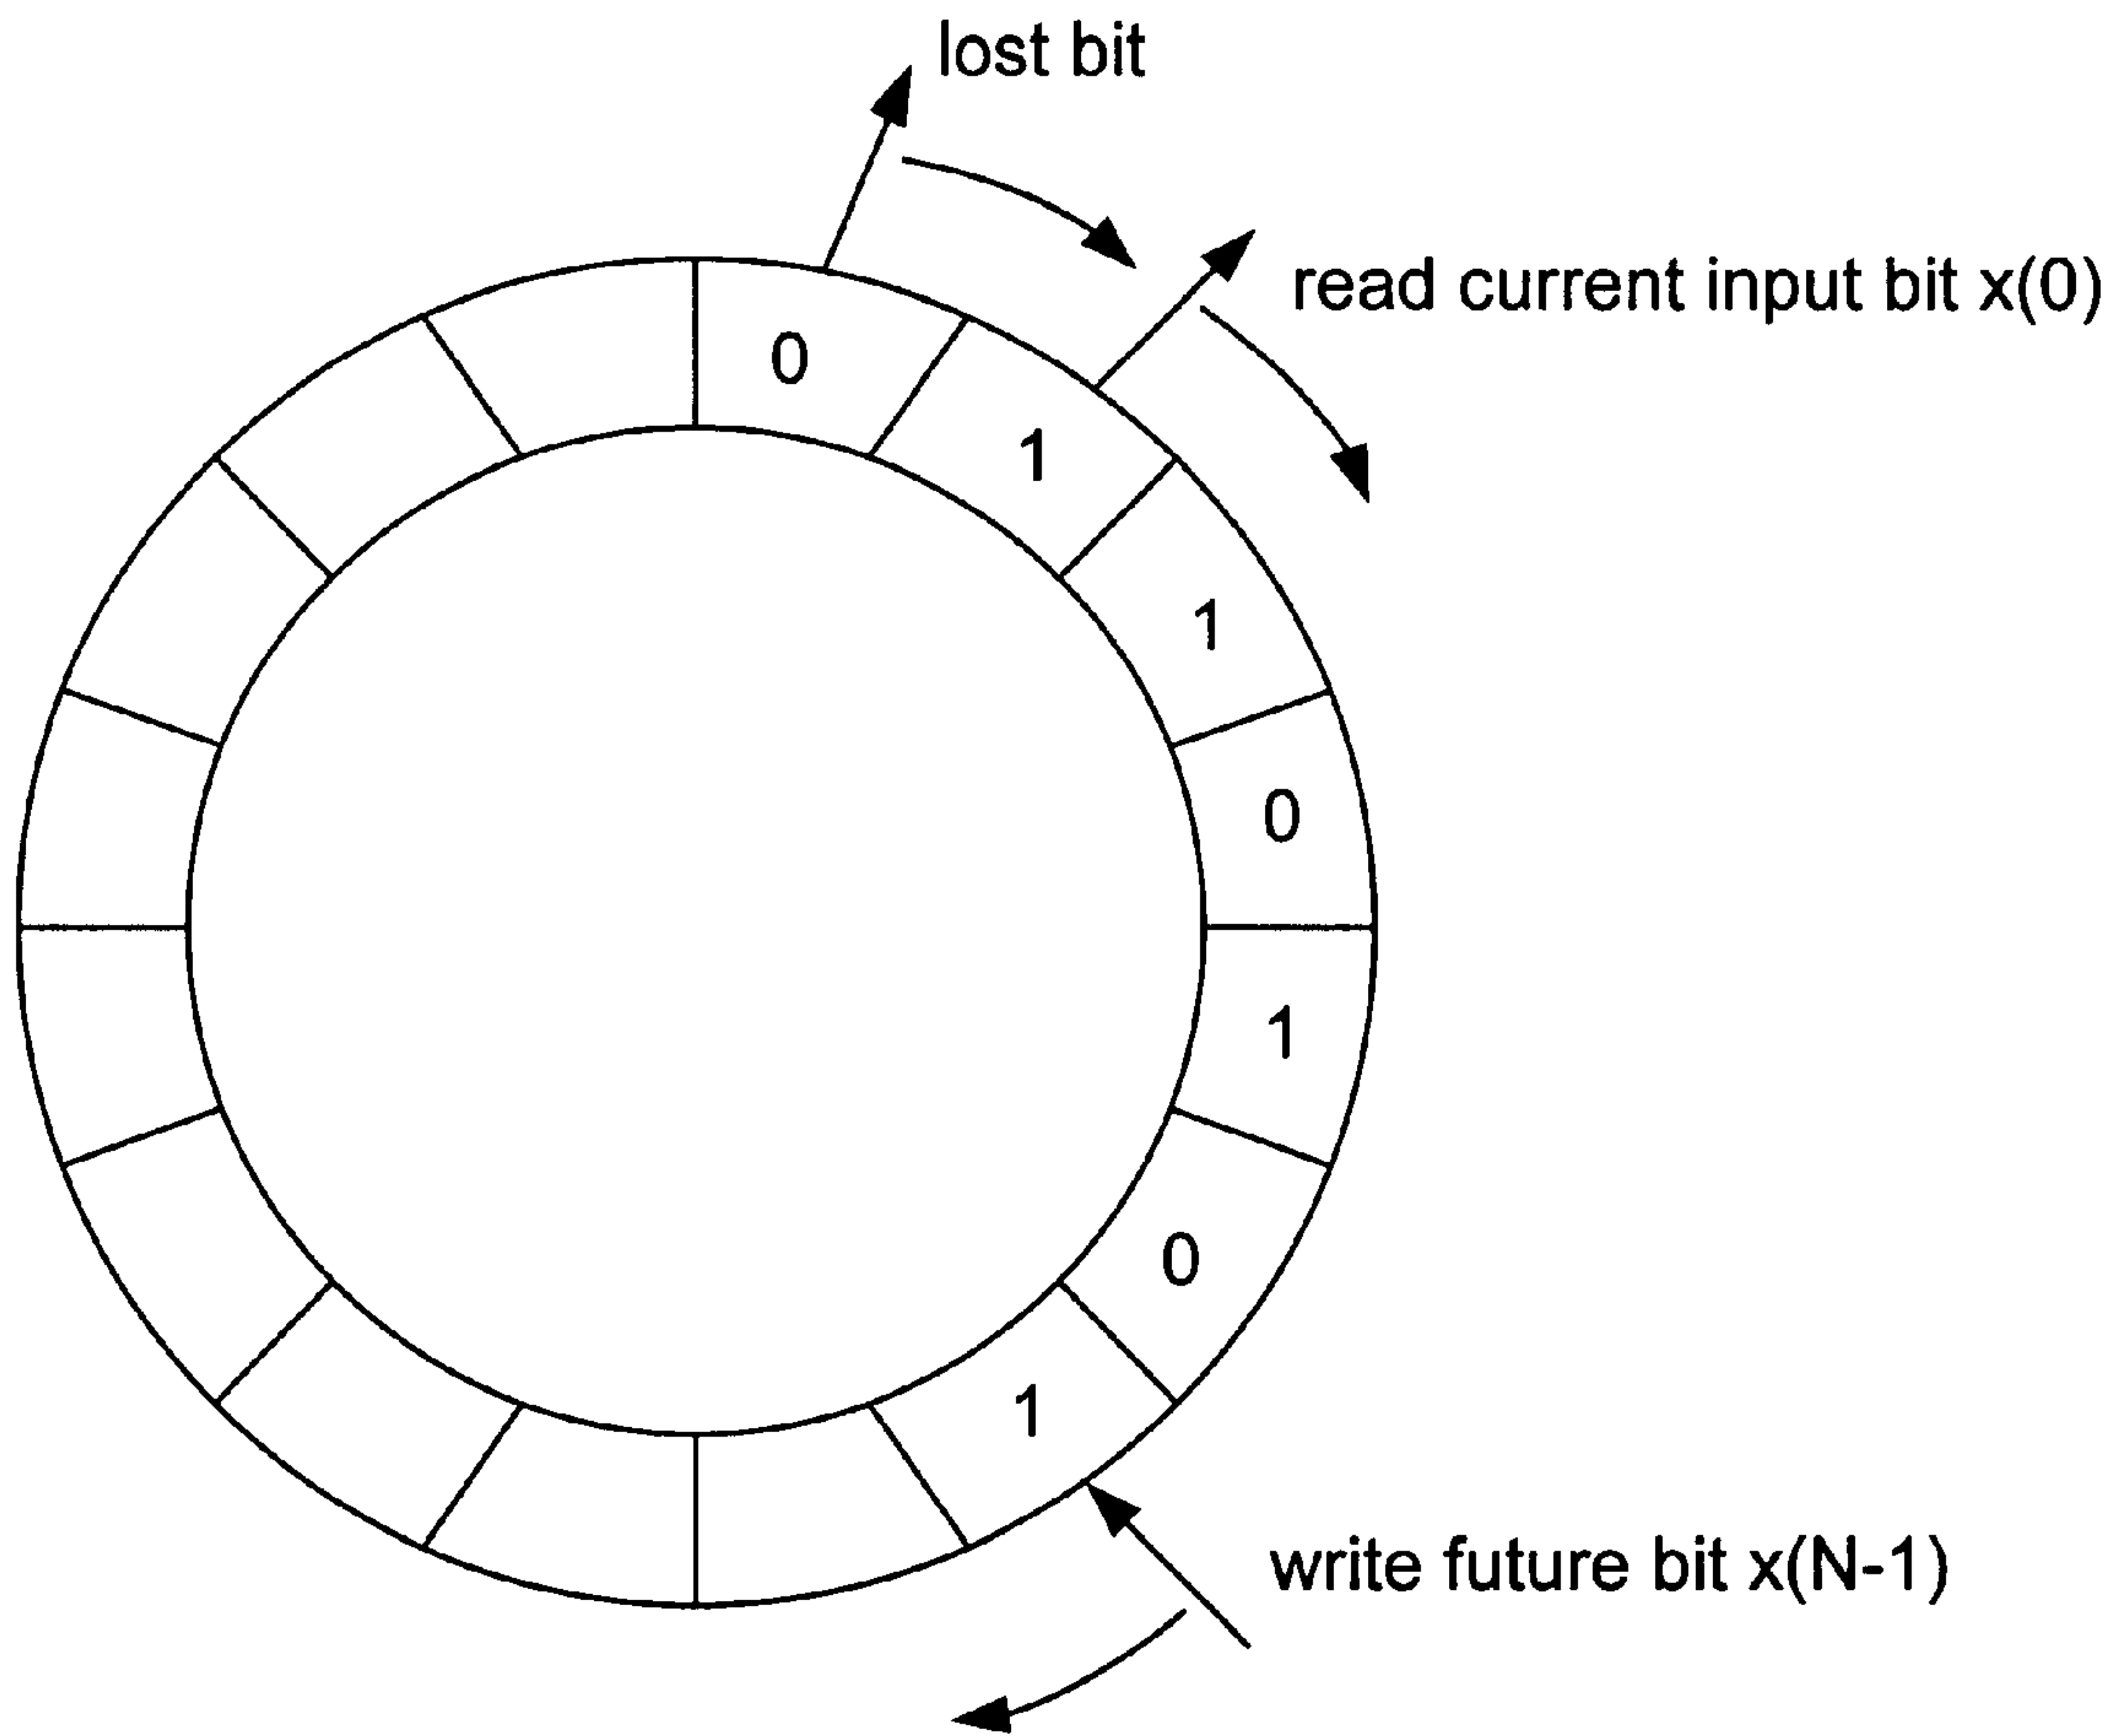 lost bit
read current input bit x(0)
0
1
1
0
1
0
1
write future bit x(N-1)